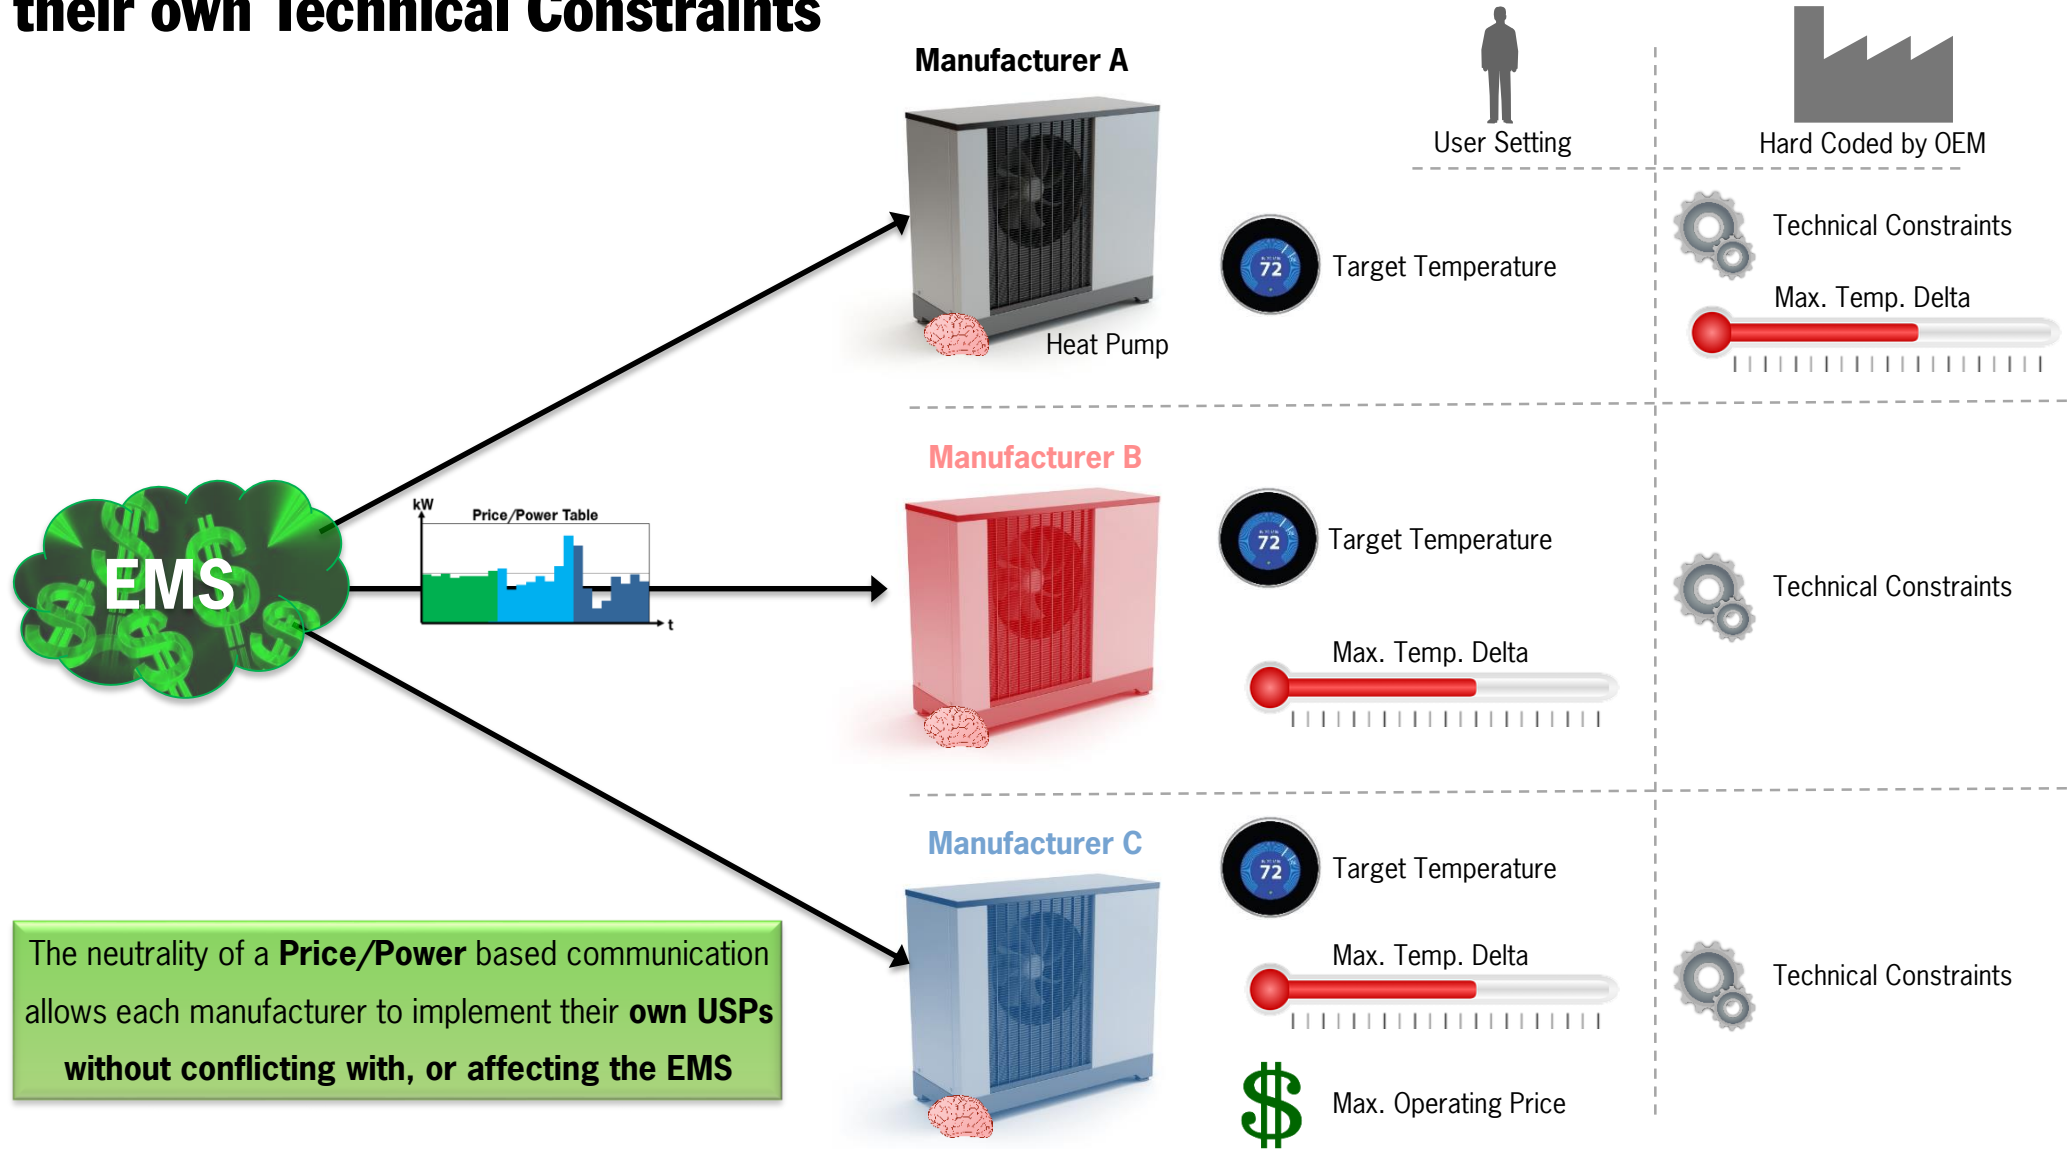 their own Technical Constraints
Manufacturer A
User Setting
Hard Coded by OEM
Technical Constraints
Target Temperature
72
Max. Temp. Delta
Heat Pump
Manufacturer B
kW
Price/Power Table
t
EMS
Target Temperature
72
Technical Constraints
Max. Temp. Delta
Manufacturer C
Target Temperature
72
Max. Temp. Delta
Technical Constraints
Max. Operating Price
The neutrality of a Price/Power based communication
allows each manufacturer to implement their own USPs
without conflicting with, or affecting the EMS